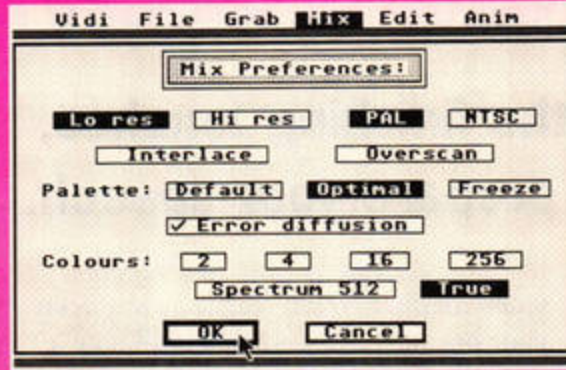 Vidi File Grab Mix Edit Anim
Mix Preferences:
Lo res Hi res PAL NTSC
Interlace Overscan
Palette: Default Optimal Freeze
✓ Error diffusion
Colours: 2 4 16 256
Spectrum 512 True
OK Cancel